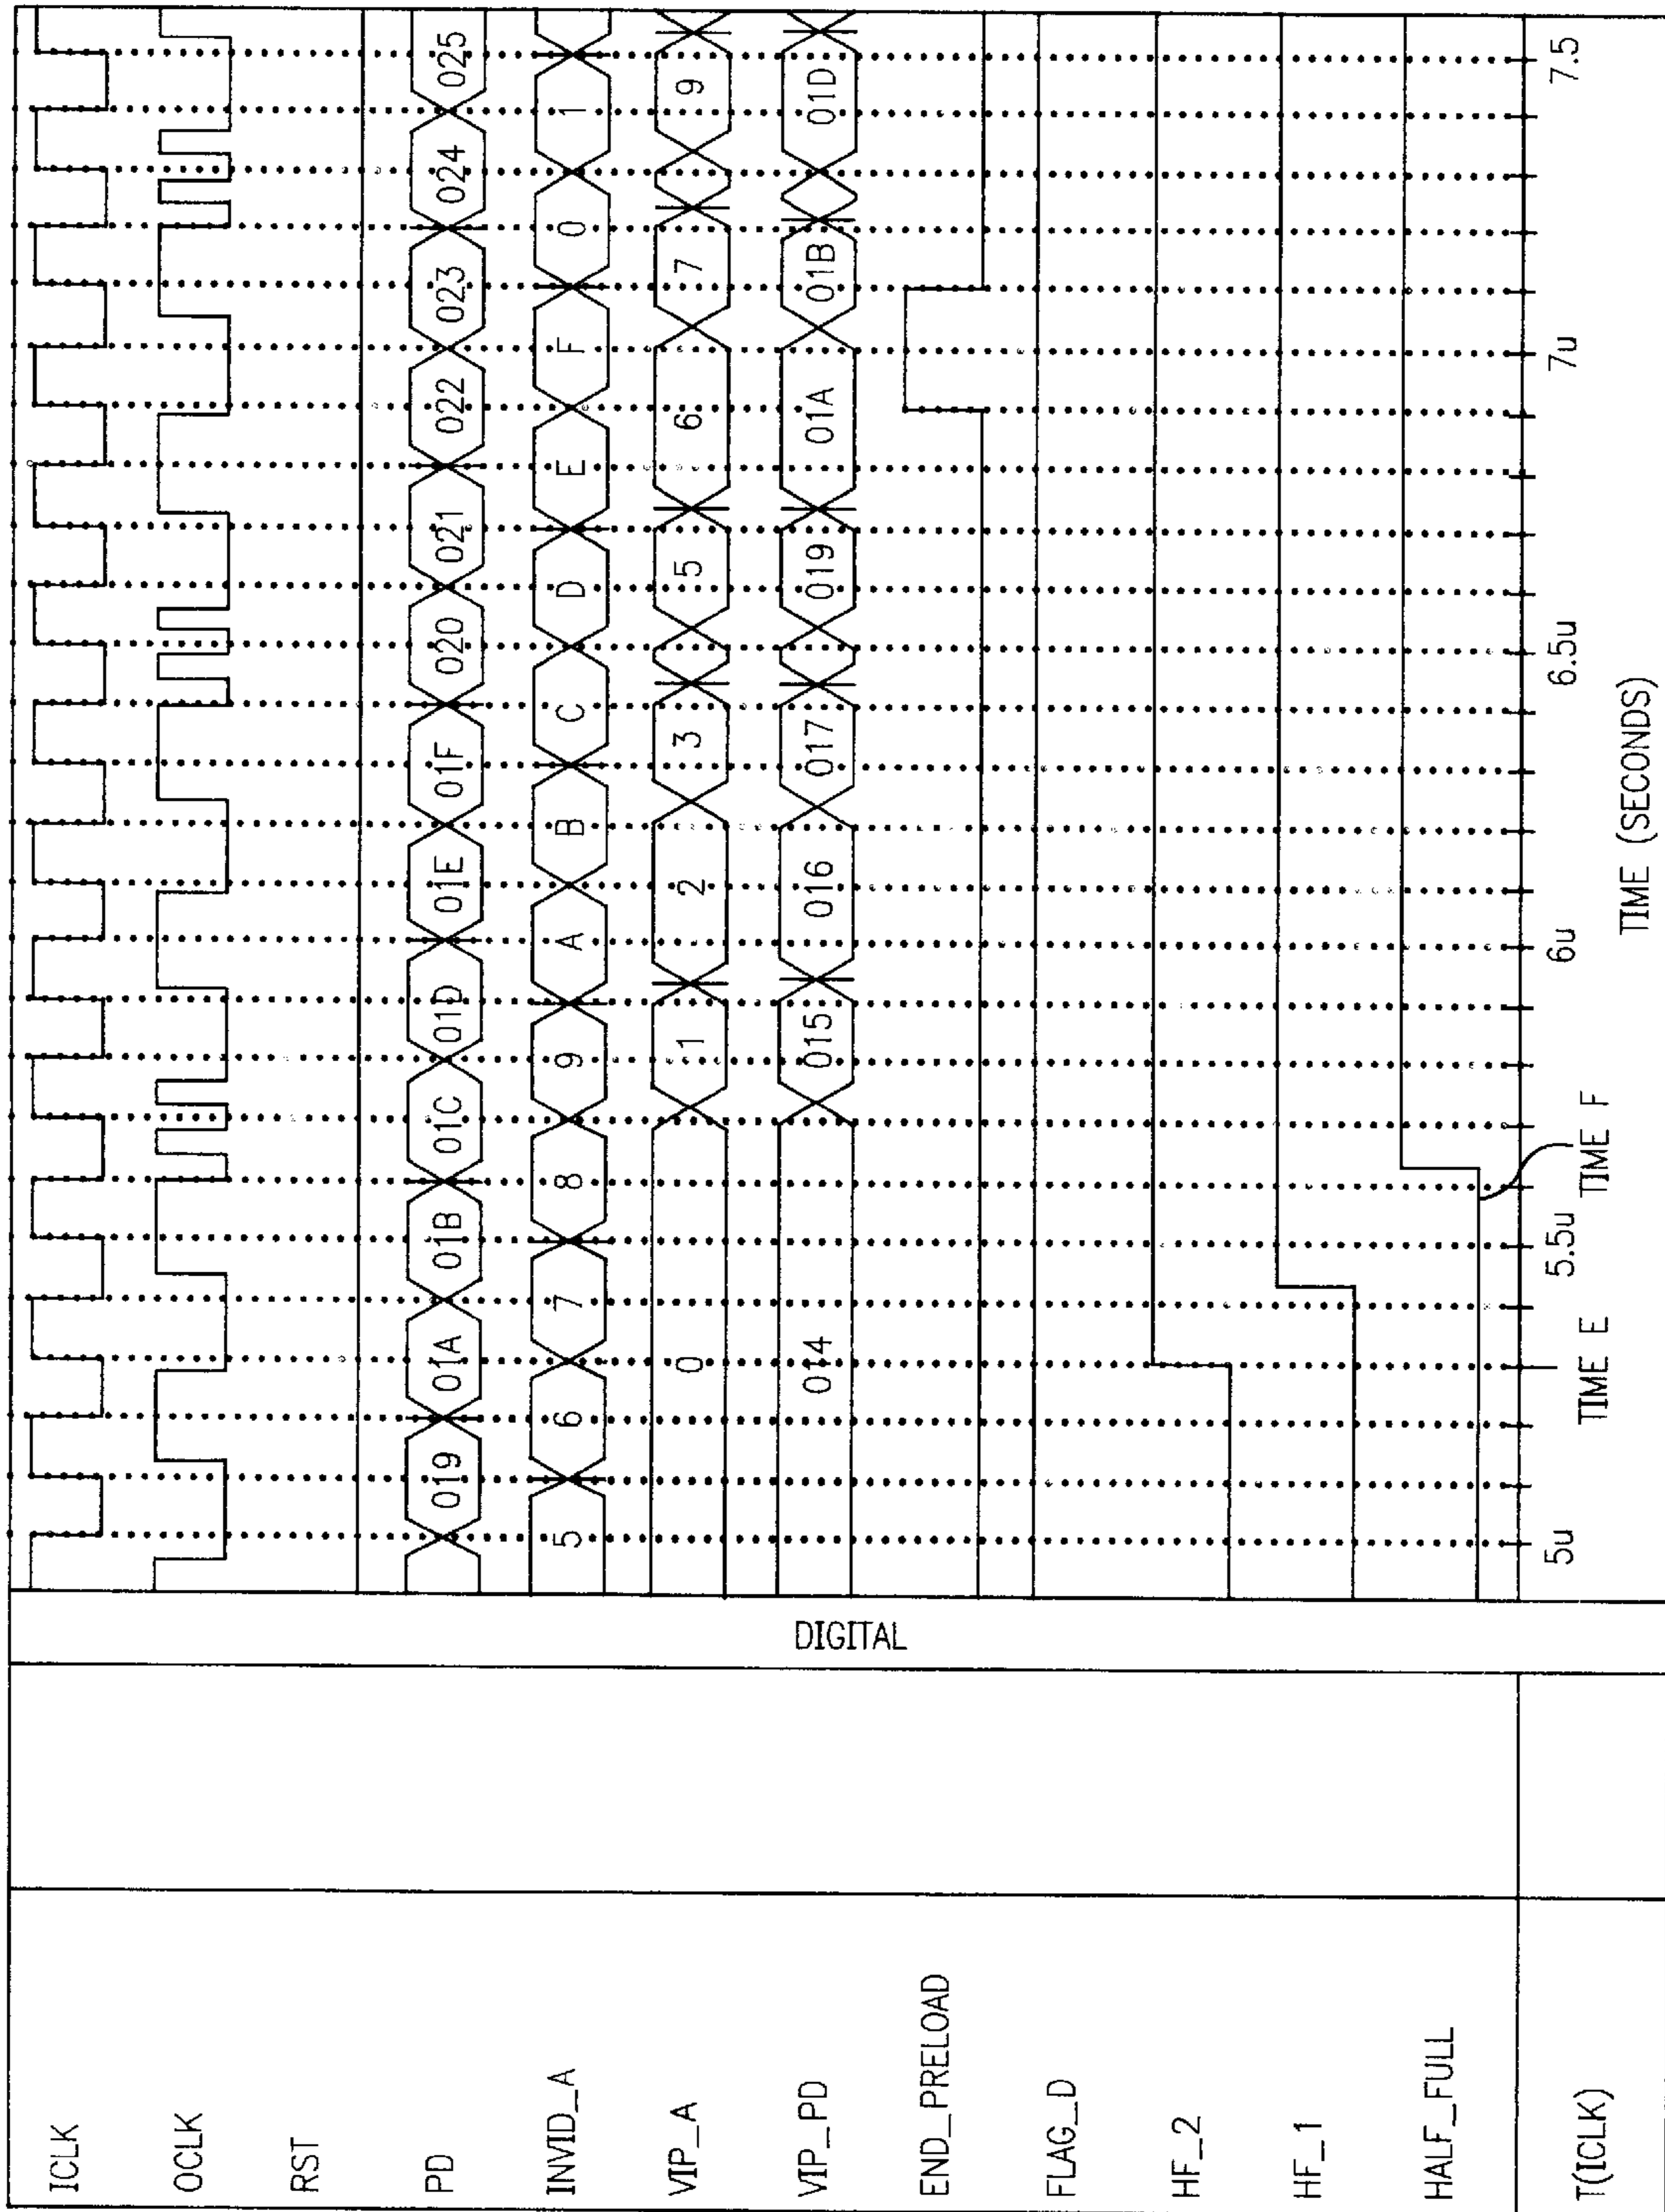 ICLK
OCLK
RST
PD 019 01A 01B 01C 01D 01E 01F 020 021 022 023 024 025
INVID_A 5 6 7 8 9 A B C D E F 0 1
VIP_A 0 1 2 3 5 6 7 9
VIP_PD 014 015 016 017 019 01A 01B 01D
END_PRELOAD
FLAG_D
HF_2
HF_1
HALF_FULL
DIGITAL
T(ICLK) 5u 5.5u 6u 6.5u 7u 7.5
TIME E TIME F
TIME (SECONDS)